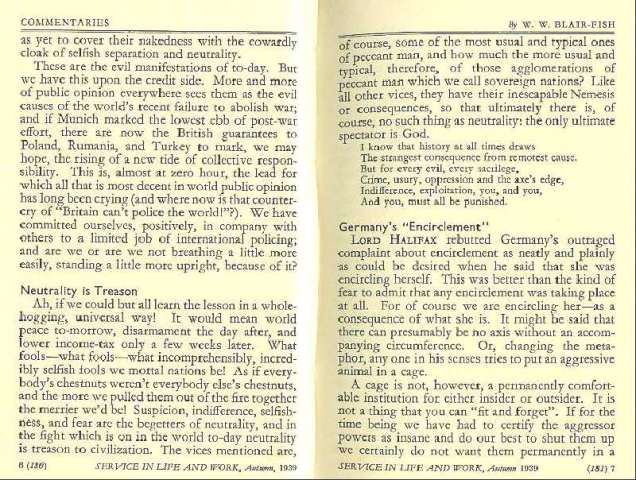 COMMENTARIES
as yet to cover their nakedness with the cowardly
cloak of selfish separation and neutrality.
These are the evil manifestations of to-day. But
we have this upon the credit side. More and more
of public opinion everywhere sees them as the evil
causes of the world's recent failure to abolish war;
and if Munich marked the lowest ebb of post-war
effort, there are now the British guarantees to
Poland, Rumania, and Turkey to mark, we may
hope, the rising of a new tide of collective respon-
sibility. This is, almost at zero hour, the lead for
which all that is most decent in world public opinion
has long been crying (and where now is that counter-
cry of "Britain can't police the world!"?). We have
committed ourselves, positively, in company with
others to a limited job of international policing;
and are we or are we not breathing a little more
easily, standing a little more upright, because of it?
Neutrality is Treason
Ah, if we could but all learn the lesson in a whole-
hogging, universal way! It would mean world
peace to-morrow, disarmament the day after, and
lower income-tax only a few weeks later. What
fools—what fools—what incomprehensibly, incred-
ibly selfish fools we mortal nations be! As if every-
body's chestnuts weren't everybody else's chestnuts,
and the more we pulled them out of the fire together
the merrier we'd be! Suspicion, indifference, selfish-
ness, and fear are the begetters of neutrality, and in
the fight which is on in the world to-day neutrality
is treason to civilization. The vices mentioned are,
6 (186) SERVICE IN LIFE AND WORK, Autumn, 1939
By W. W. BLAIR-FISH
of course, some of the most usual and typical ones
of peccant man, and how much the more usual and
typical, therefore, of those agglomerations of
peccant man which we call sovereign nations? Like
all other vices, they have their inescapable Nemesis
or consequences, so that ultimately there is, of
course, no such thing as neutrality: the only ultimate
spectator is God.
I know that history at all times draws
The strangest consequence from remotest cause.
But for every evil, every sacrilege,
Crime, usury, oppression and the axe's edge,
Indifference, exploitation, you, and you,
And you, must all be punished.
Germany's "Encirclement"
LORD HALIFAX rebutted Germany's outraged
complaint about encirclement as neatly and plainly
as could be desired when he said that she was
encircling herself. This was better than the kind of
fear to admit that any encirclement was taking place
at all. For of course we are encircling her—as a
consequence of what she is. It might be said that
there can presumably be no axis without an accom-
panying circumference. Or, changing the meta-
phor, any one in his senses tries to put an aggressive
animal in a cage.
A cage is not, however, a permanently comfort-
able institution for either insider or outsider. It is
not a thing that you can "fit and forget". If for the
time being we have had to certify the aggressor
powers as insane and do our best to shut them up
we certainly do not want them permanently in a
SERVICE IN LIFE AND WORK, Autumn 1939 (181) 7